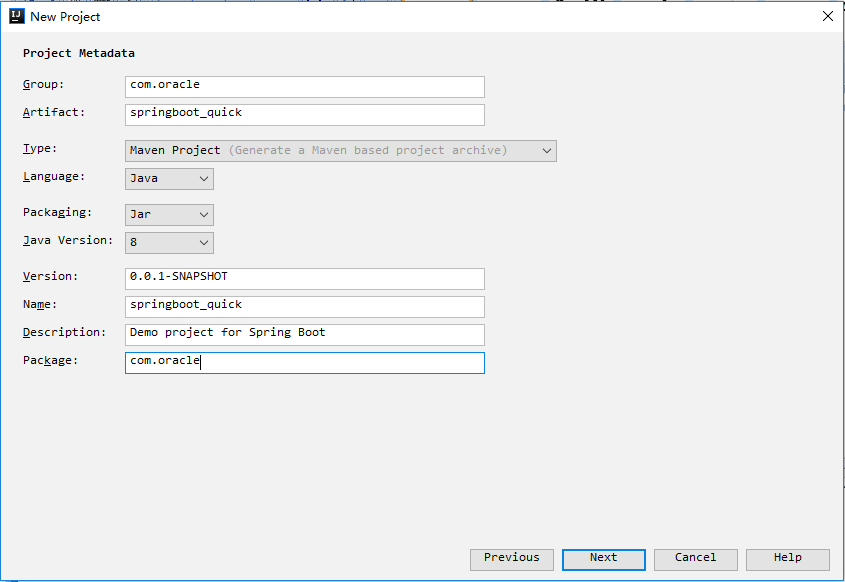 New Project
Project Metadata
Group: com.oracle
Artifact: springboot_quick
Type: Maven Project (Generate a Maven based project archive)
Language: Java
Packaging: Jar
Java Version: 8
Version: 0.0.1-SNAPSHOT
Name: springboot_quick
Description: Demo project for Spring Boot
Package: com.oracle
Previous Next Cancel Help